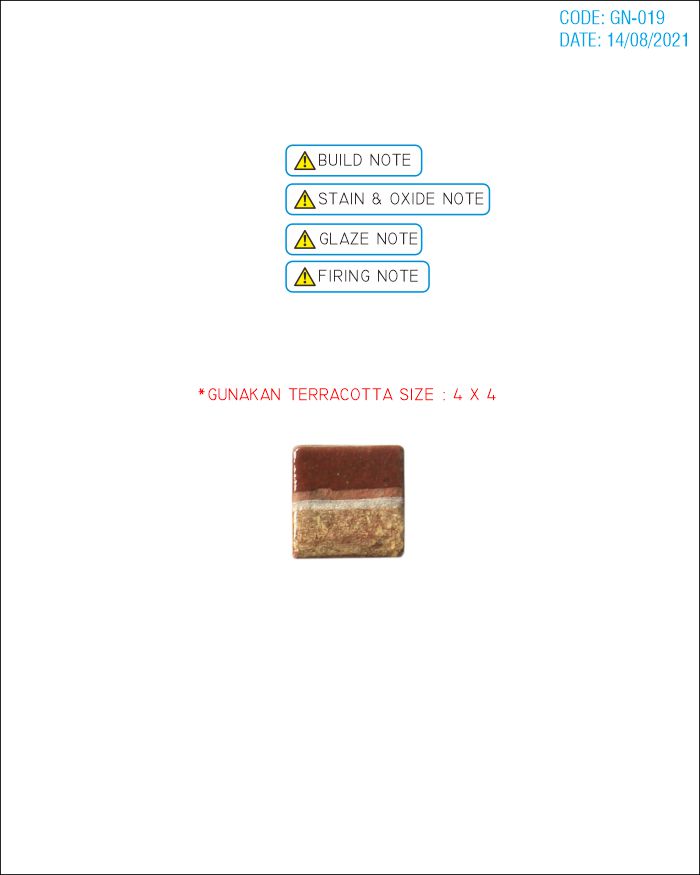 CODE: GN-019
DATE: 14/08/2021
BUILD NOTE
STAIN & OXIDE NOTE
GLAZE NOTE
FIRING NOTE
*GUNAKAN TERRACOTTA SIZE : 4 X 4